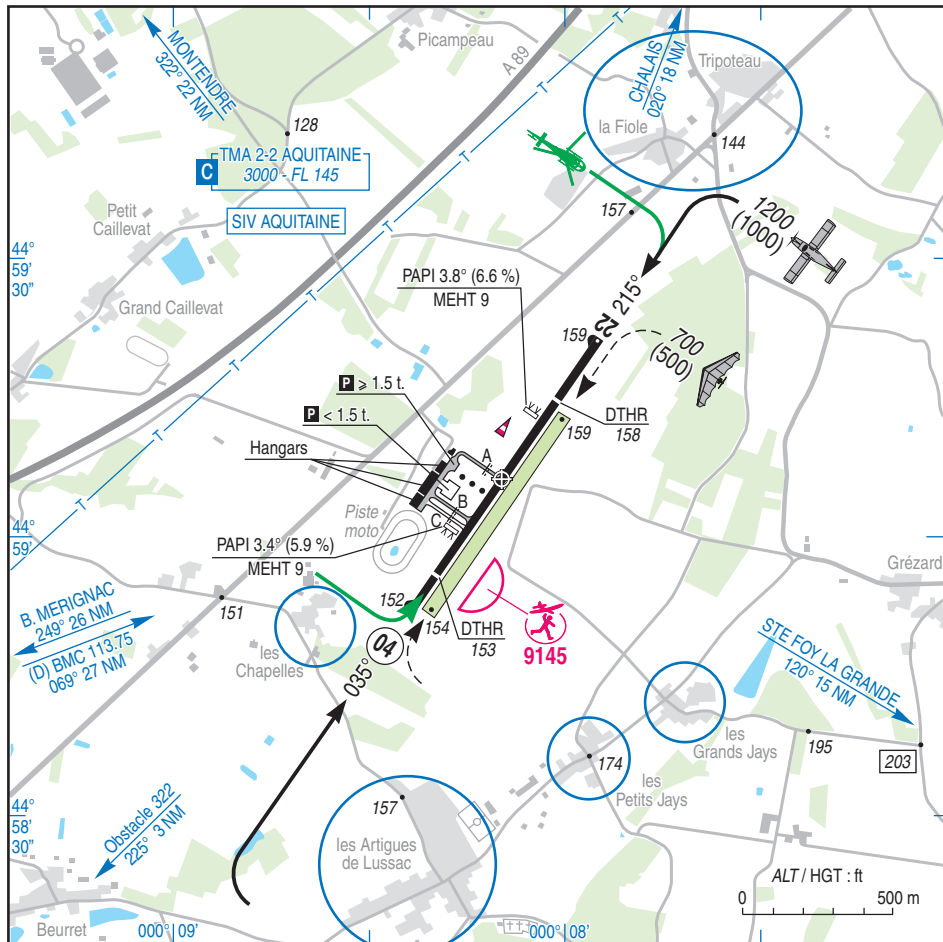 MONTENDRE
322° 22 NM
Picampeau
A 89
CHALAIS
020° 18 NM
Tripoteau
la Fiole
128
144
T
T
T
T
T
C
TMA 2-2 AQUITAINE
3000 - FL 145
SIV AQUITAINE
Petit
Caillevat
157
1200
(1000)
44°
59'
30"
PAPI 3.8° (6.6 %)
MEHT 9
Grand Caillevat
22
215°
159
700
(500)
P ≥ 1.5 t.
P < 1.5 t.
DTHR
158
159
Hangars
A
B
C
Piste
moto
44°
59'
PAPI 3.4° (5.9 %)
MEHT 9
Grézard
B. MERIGNAC
249° 26 NM
(D) BMC 113.75
069° 27 NM
151
152
154
DTHR
153
9145
les
Chapelles
04
035°
STE FOY LA GRANDE
120° 15 NM
les
Grands Jays
195
203
174
les
Petits Jays
44°
58'
30"
Obstacle 322
225° 3 NM
157
les Artigues
de Lussac
ALT / HGT : ft
0 500 m
Beurret
000° 09'
000° 08'